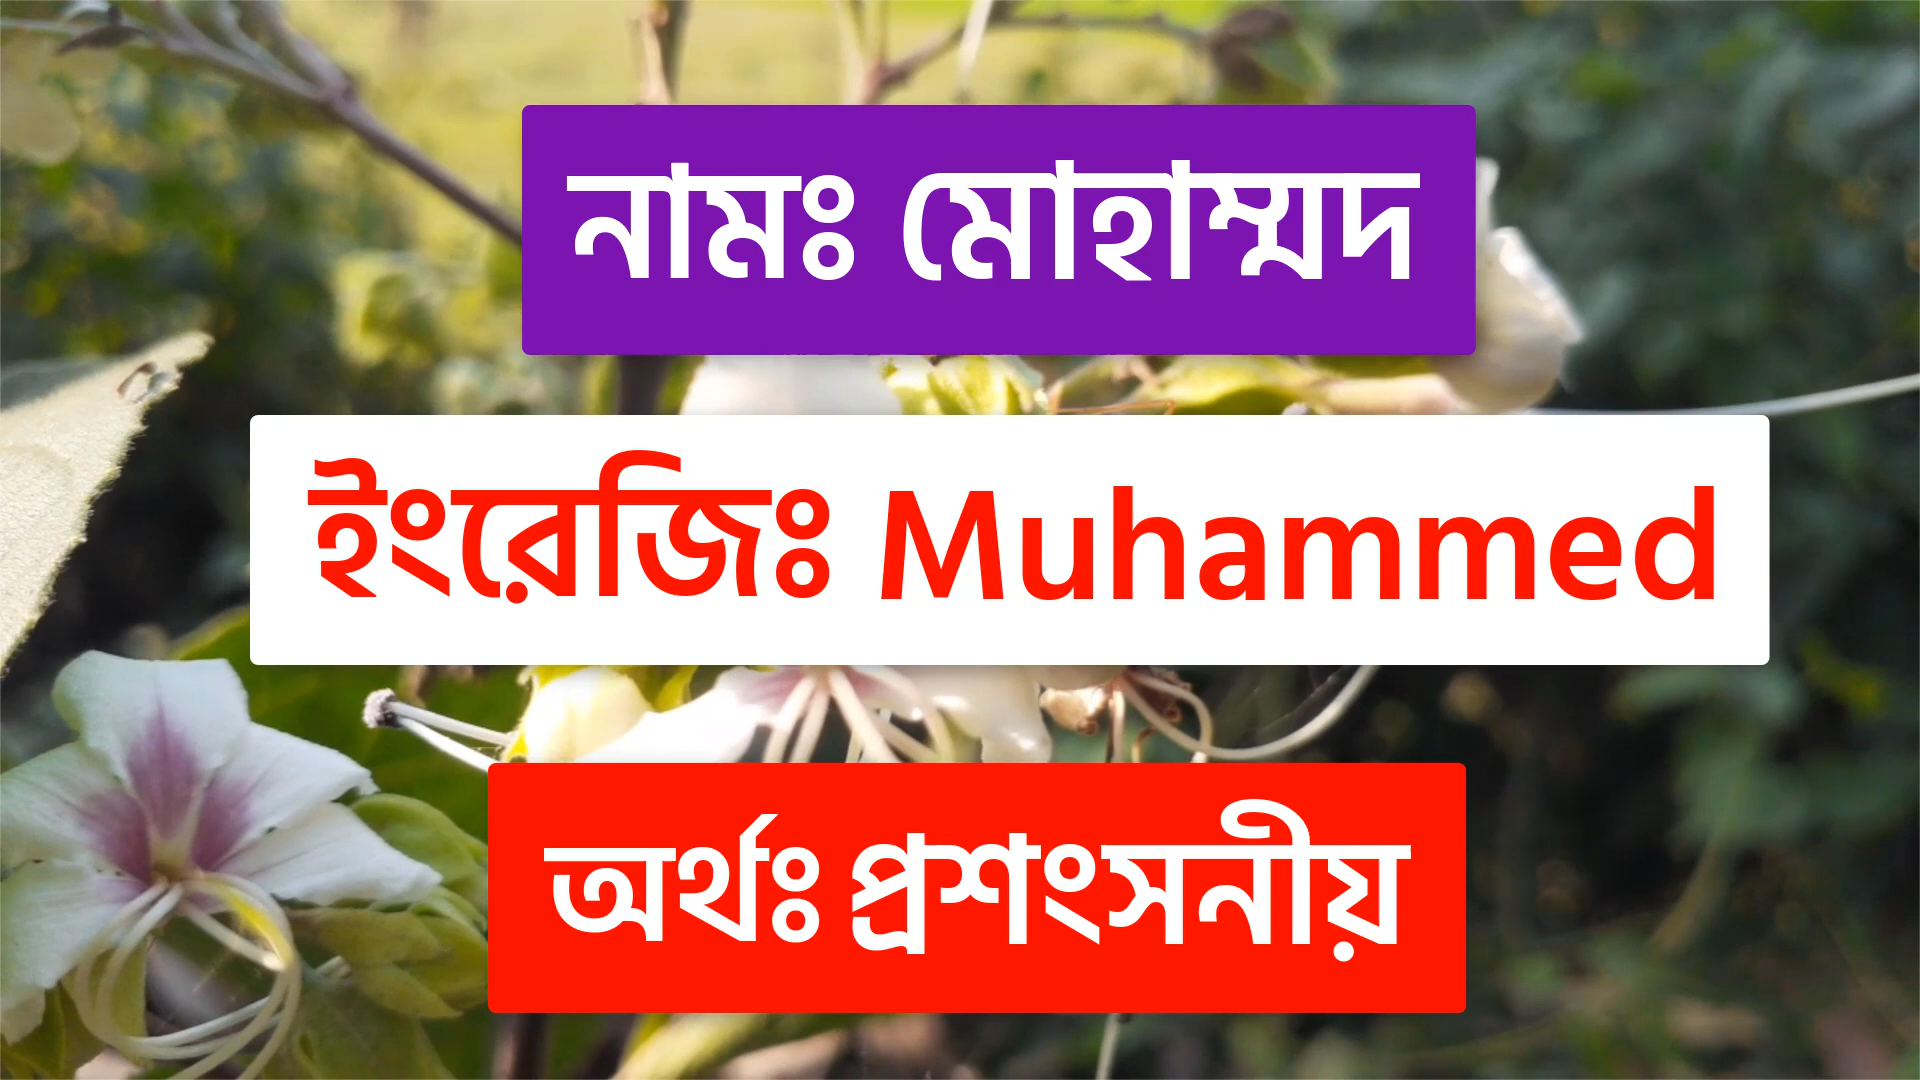 নামঃ মোহাম্মদ
ইংরেজিঃ Muhammed
অর্থঃ প্রশংসনীয়